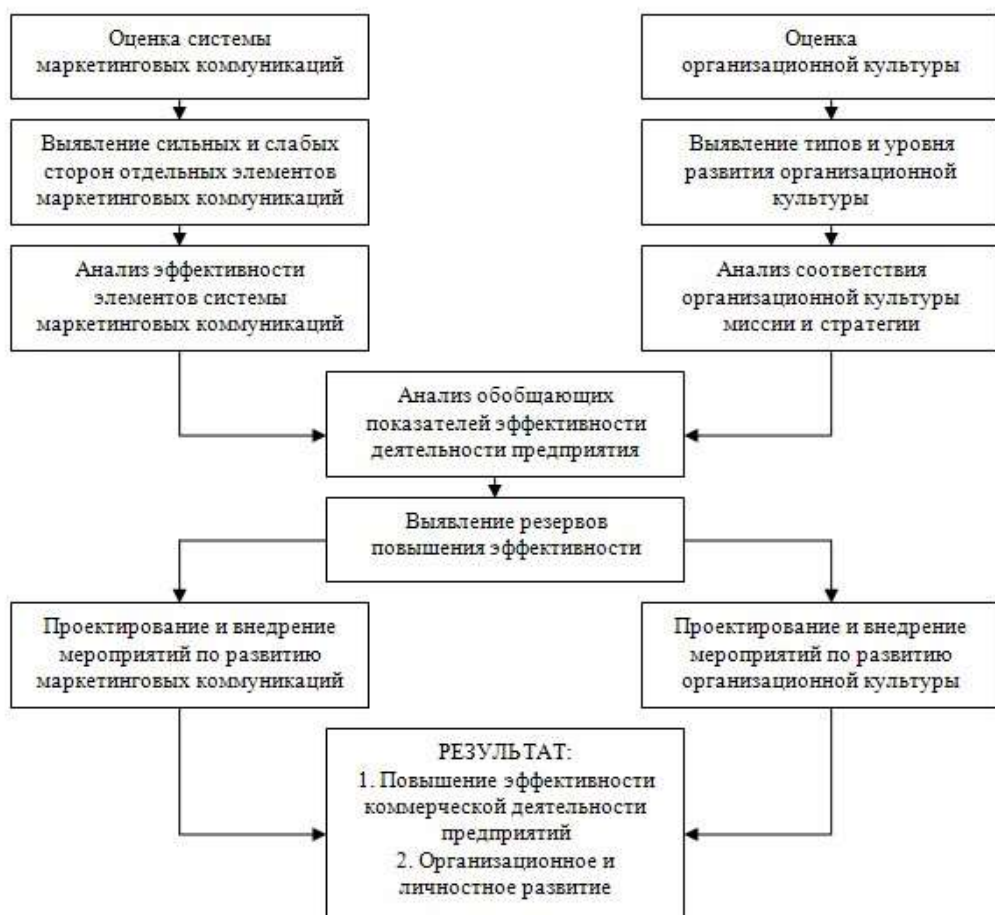 Оценка системы
маркетинговых коммуникаций
Оценка
организационной культуры
Выявление сильных и слабых
сторон отдельных элементов
маркетинговых коммуникаций
Выявление типов и уровня
развития организационной
культуры
Анализ эффективности
элементов системы
маркетинговых коммуникаций
Анализ соответствия
организационной культуры
миссии и стратегии
Анализ обобщающих
показателей эффективности
деятельности предприятия
Выявление резервов
повышения эффективности
Проектирование и внедрение
мероприятий по развитию
маркетинговых коммуникаций
Проектирование и внедрение
мероприятий по развитию
организационной культуры
РЕЗУЛЬТАТ:
1. Повышение эффективности
коммерческой деятельности
предприятий
2. Организационное и
личностное развитие